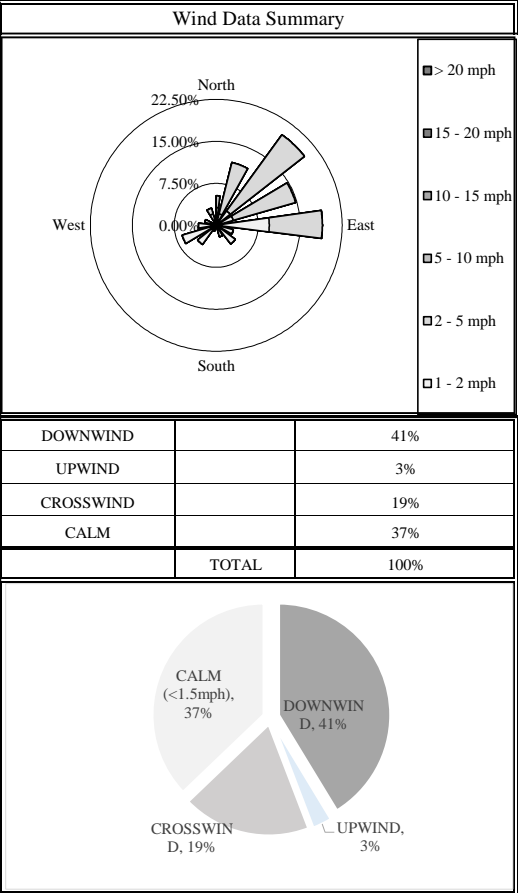 Wind Data Summary
North
22.50%
15.00%
7.50%
0.00%
West
East
South
> 20 mph
15 - 20 mph
10 - 15 mph
5 - 10 mph
2 - 5 mph
1 - 2 mph
DOWNWIND 41%
UPWIND 3%
CROSSWIND 19%
CALM 37%
TOTAL 100%
CALM
(<1.5mph),
37%
DOWNWIN
D, 41%
CROSSWIN
D, 19%
UPWIND,
3%